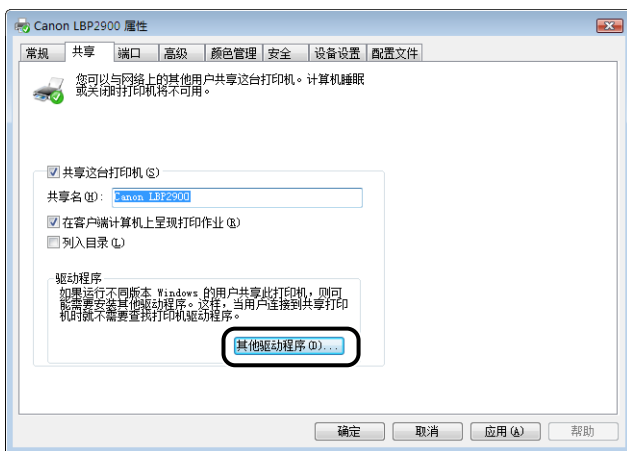 Canon LBP2900 属性
常规 共享 端口 高级 颜色管理 安全 设备设置 配置文件
您可以与网络上的其他用户共享这台打印机。计算机睡眠
或关闭时打印机将不可用。
共享这台打印机(S)
共享名(H): Canon LBP2900
在客户端计算机上呈现打印作业(R)
列入目录(L)
驱动程序
如果运行不同版本 Windows 的用户共享此打印机，则可
能需要安装其他驱动程序。这样，当用户连接到共享打印
机时就不需要查找打印机驱动程序。
其他驱动程序(D)...
确定 取消 应用(A) 帮助